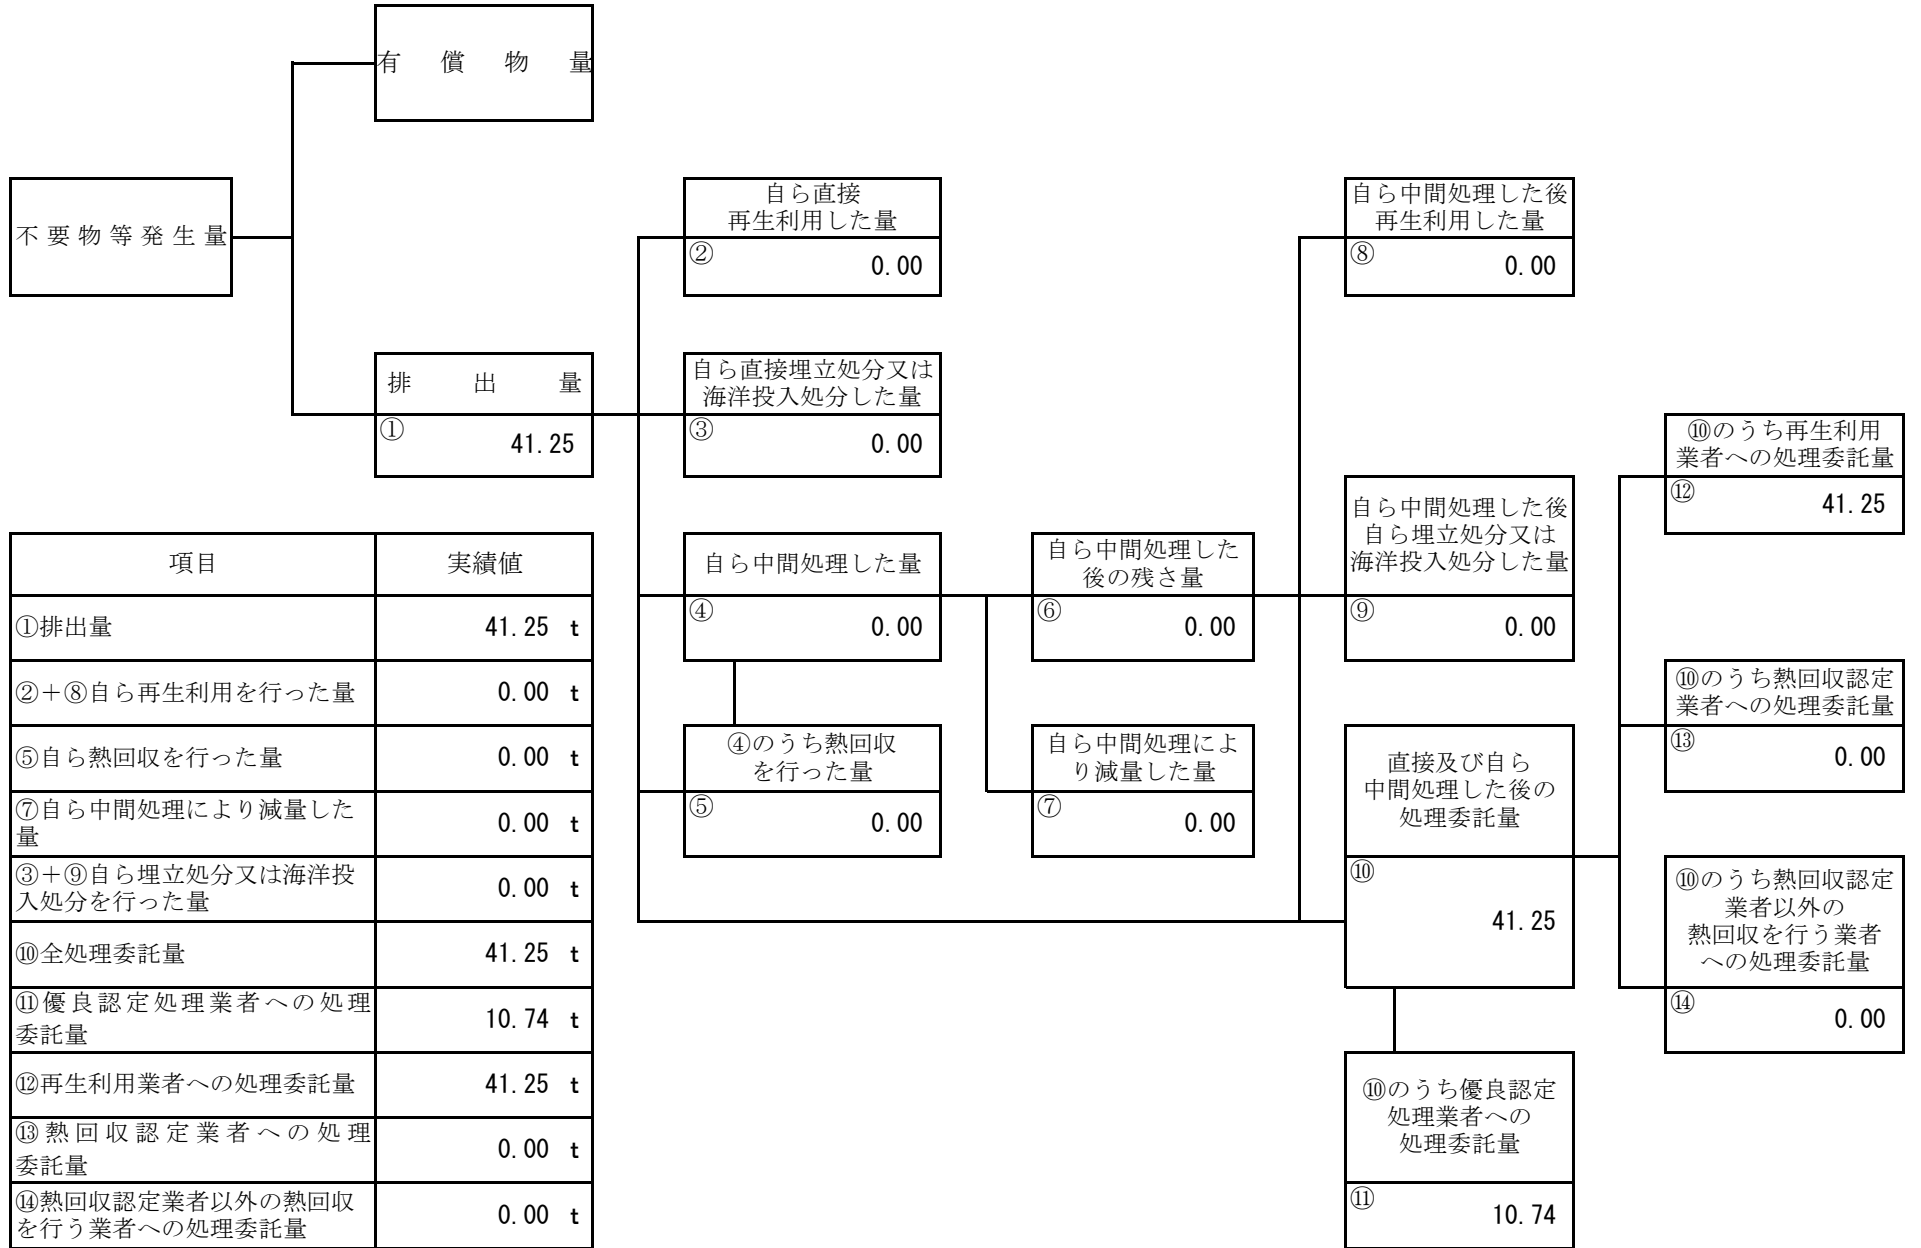 有償物量
不要物等発生量
自ら直接
再生利用した量
② 0.00
自ら中間処理した後
再生利用した量
⑧ 0.00
排出量
① 41.25
自ら直接埋立処分又は
海洋投入処分した量
③ 0.00
⑩のうち再生利用
業者への処理委託量
⑫ 41.25
自ら中間処理した量
④ 0.00
自ら中間処理した
後の残さ量
⑥ 0.00
自ら中間処理した後
自ら埋立処分又は
海洋投入処分した量
⑨ 0.00
⑩のうち熱回収認定
業者への処理委託量
⑬ 0.00
④のうち熱回収
を行った量
⑤ 0.00
自ら中間処理によ
り減量した量
⑦ 0.00
直接及び自ら
中間処理した後の
処理委託量
⑩ 41.25
⑩のうち熱回収認定
業者以外の
熱回収を行う業者
への処理委託量
⑭ 0.00
⑩のうち優良認定
処理業者への
処理委託量
⑪ 10.74
項目 実績値
①排出量 41.25 t
②＋⑧自ら再生利用を行った量 0.00 t
⑤自ら熱回収を行った量 0.00 t
⑦自ら中間処理により減量した
量 0.00 t
③＋⑨自ら埋立処分又は海洋投
入処分を行った量 0.00 t
⑩全処理委託量 41.25 t
⑪優良認定処理業者への処理
委託量 10.74 t
⑫再生利用業者への処理委託量 41.25 t
⑬熱回収認定業者への処理
委託量 0.00 t
⑭熱回収認定業者以外の熱回収
を行う業者への処理委託量 0.00 t